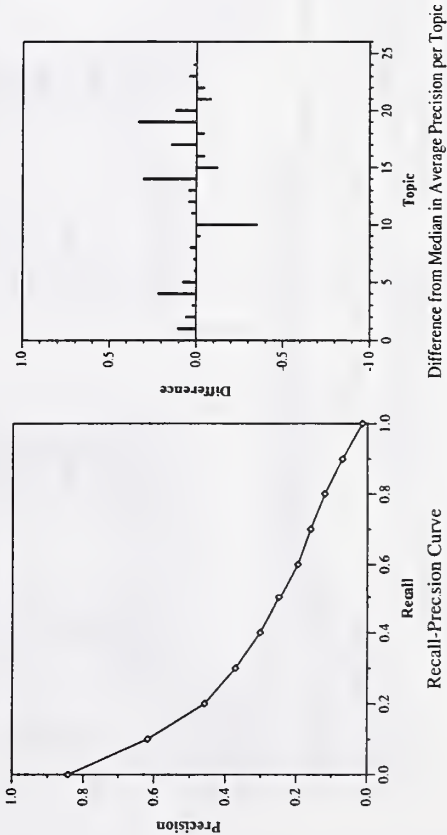 1.0
0.8
0.6
0.4
0.2
0.0
Precision
0.0 0.2 0.4 0.6 0.8 1.0
Recall
Recall-Precision Curve
1.0
0.5
0.0
-0.5
-10
Difference
0 5 10 15 20 25
Topic
Difference from Median in Average Precision per Topic